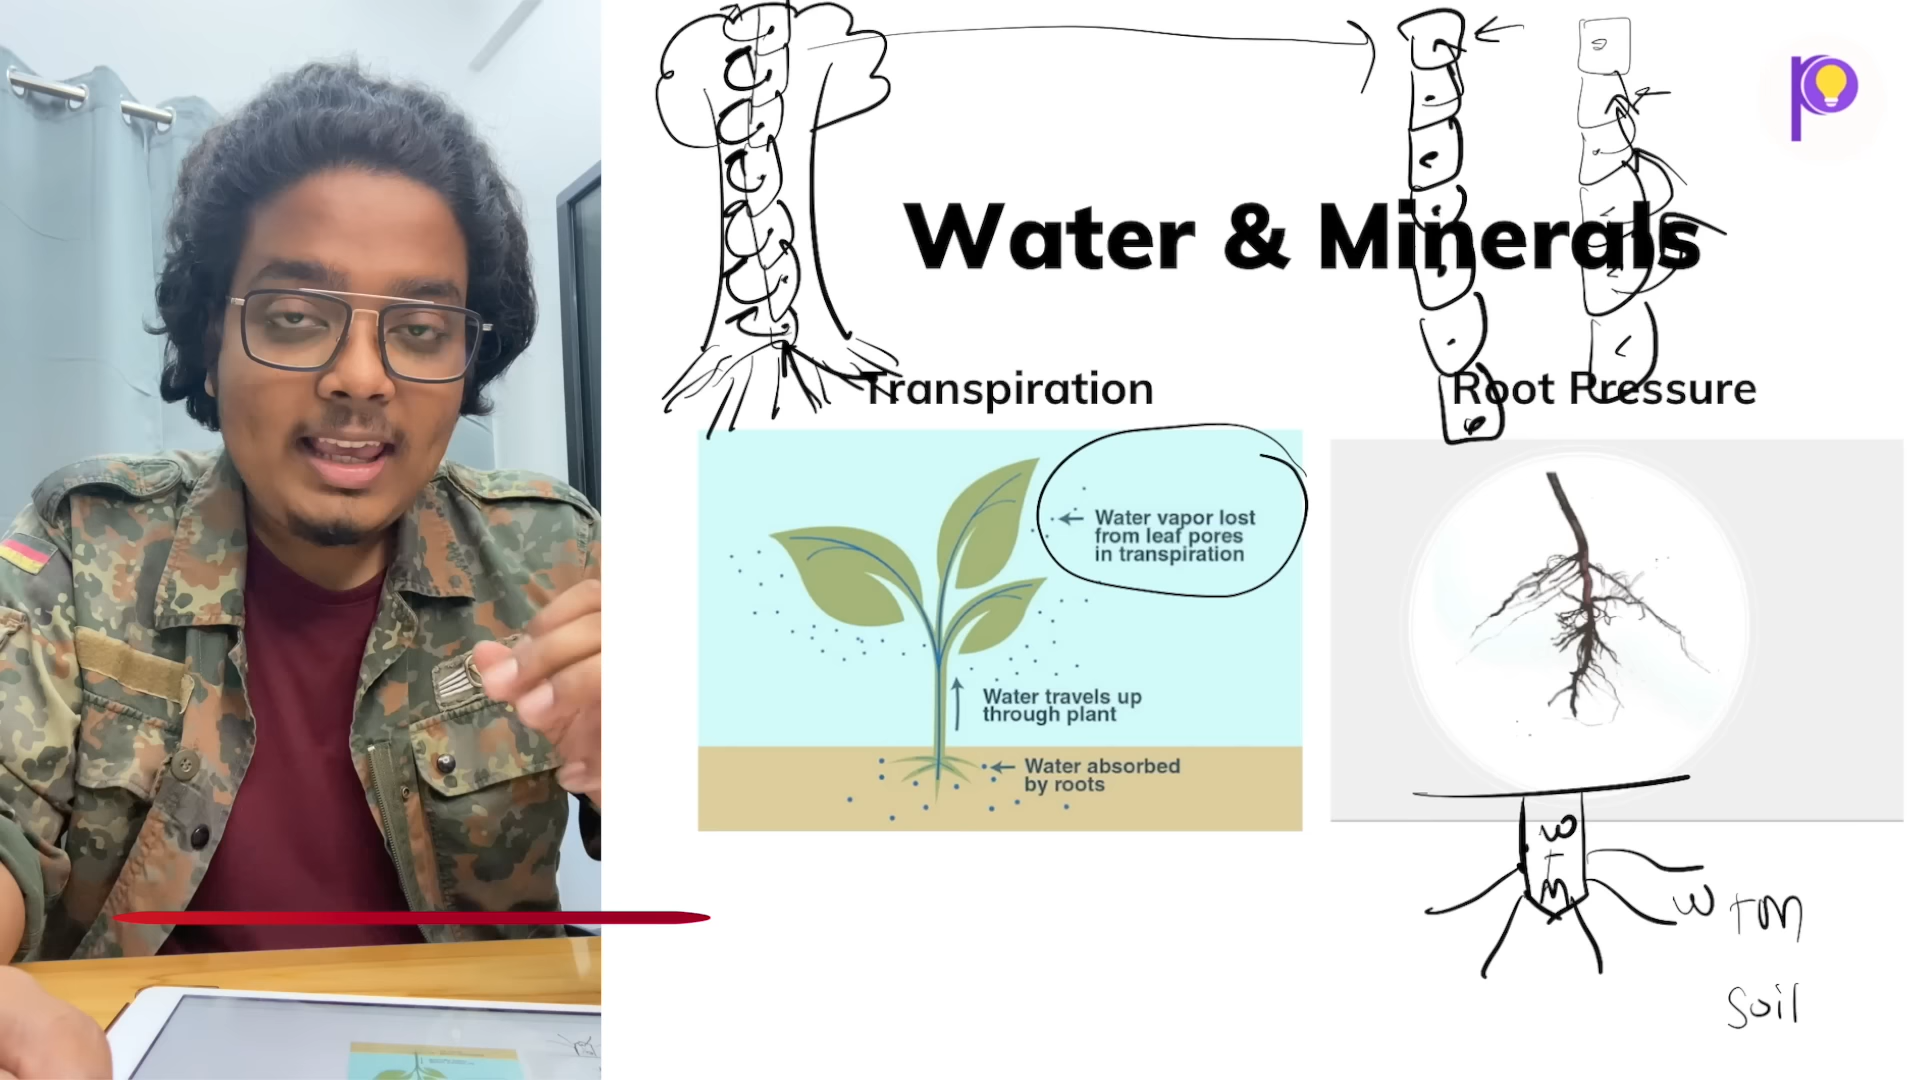 Water & Minerals
Transpiration
Root Pressure
Water vapor lost
from leaf pores
in transpiration
Water travels up
through plant
Water absorbed
by roots
W
+
M
W + M
Soil